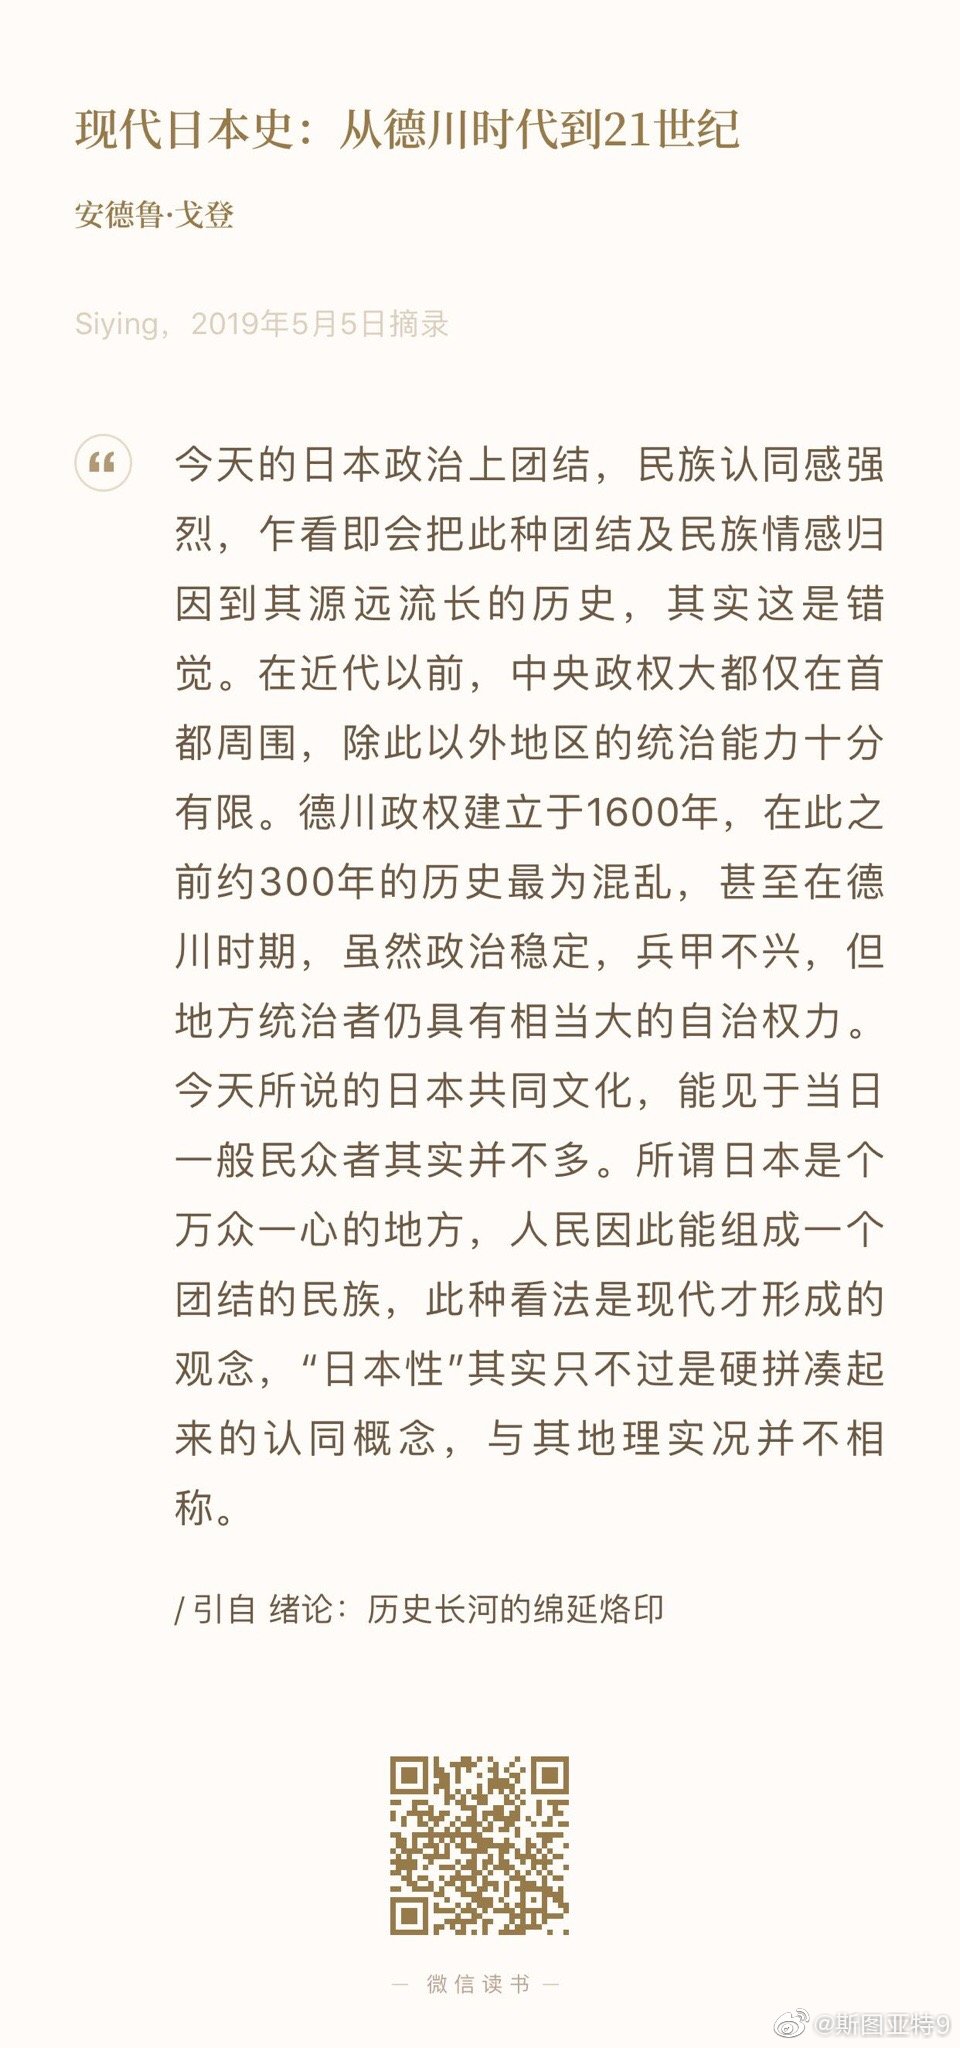 现代日本史：从德川时代到21世纪
安德鲁·戈登
Siying，2019年5月5日摘录
今天的日本政治上团结，民族认同感强
烈，乍看即会把此种团结及民族情感归
因到其源远流长的历史，其实这是错
觉。在近代以前，中央政权大都仅在首
都周围，除此以外地区的统治能力十分
有限。德川政权建立于1600年，在此之
前约300年的历史最为混乱，甚至在德
川时期，虽然政治稳定，兵甲不兴，但
地方统治者仍具有相当大的自治权力。
今天所说的日本共同文化，能见于当日
一般民众者其实并不多。所谓日本是个
万众一心的地方，人民因此能组成一个
团结的民族，此种看法是现代才形成的
观念，“日本性”其实只不过是硬拼凑起
来的认同概念，与其地理实况并不相
称。
/ 引自 绪论：历史长河的绵延烙印
— 微信读书 —
@斯图亚特9